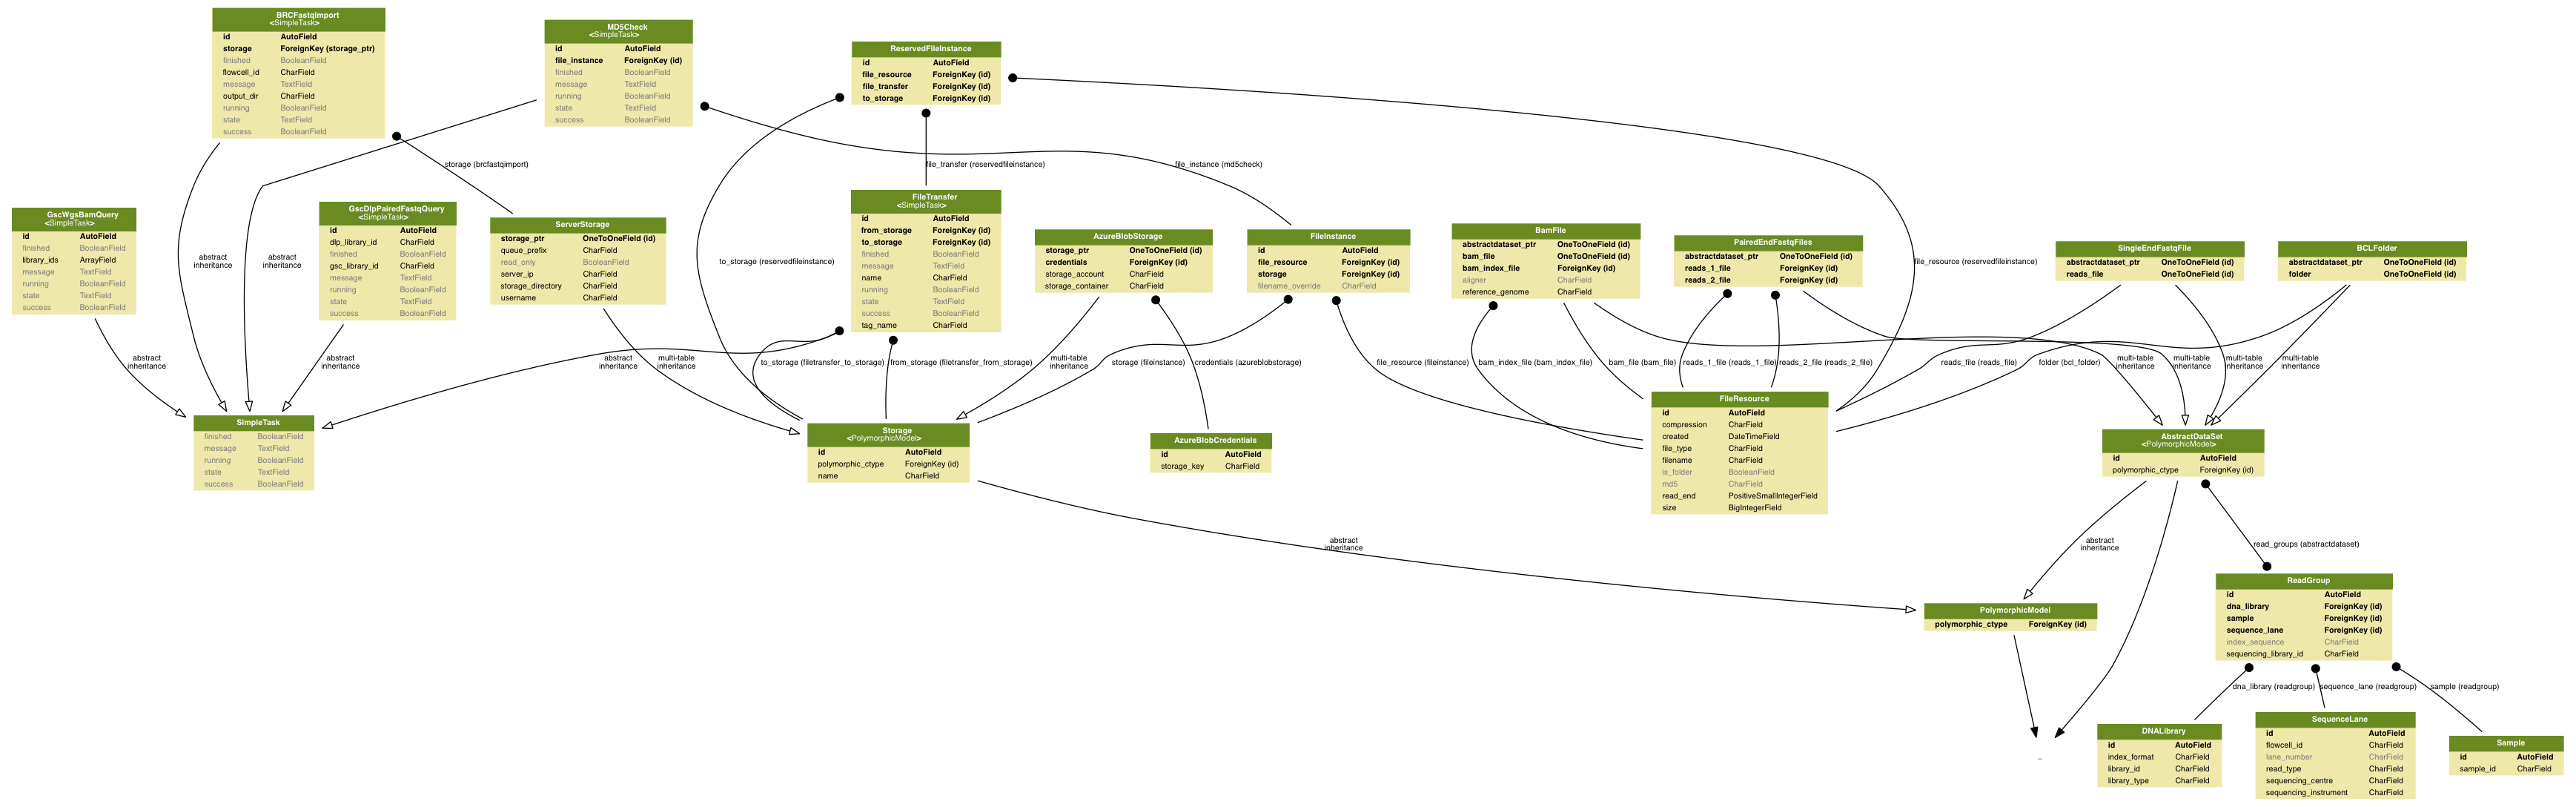 BRCFastqImport
<SimpleTask>
id AutoField
storage ForeignKey (storage_ptr)
finished BooleanField
flowcell_id CharField
message TextField
output_dir CharField
running BooleanField
state TextField
success BooleanField
MD5Check
<SimpleTask>
id AutoField
file_instance ForeignKey (id)
finished BooleanField
message TextField
running BooleanField
state TextField
success BooleanField
ReservedFileInstance
id AutoField
file_resource ForeignKey (id)
file_transfer ForeignKey (id)
to_storage ForeignKey (id)
storage (brcfastqimport)
file_transfer (reservedfileinstance)
file_instance (md5check)
GscWgsBamQuery
<SimpleTask>
id AutoField
finished BooleanField
library_ids ArrayField
message TextField
running BooleanField
state TextField
success BooleanField
abstract
inheritance
abstract
inheritance
GscDlpPairedFastqQuery
<SimpleTask>
id AutoField
dlp_library_id CharField
finished BooleanField
gsc_library_id CharField
message TextField
running BooleanField
state TextField
success BooleanField
ServerStorage
storage_ptr OneToOneField (id)
queue_prefix CharField
read_only BooleanField
server_ip CharField
storage_directory CharField
username CharField
to_storage (reservedfileinstance)
FileTransfer
<SimpleTask>
id AutoField
from_storage ForeignKey (id)
to_storage ForeignKey (id)
finished BooleanField
message TextField
name CharField
running BooleanField
state TextField
success BooleanField
tag_name CharField
AzureBlobStorage
storage_ptr OneToOneField (id)
credentials ForeignKey (id)
storage_account CharField
storage_container CharField
FileInstance
id AutoField
file_resource ForeignKey (id)
storage ForeignKey (id)
filename_override CharField
BamFile
abstractdataset_ptr OneToOneField (id)
bam_file OneToOneField (id)
bam_index_file ForeignKey (id)
aligner CharField
reference_genome CharField
PairedEndFastqFiles
abstractdataset_ptr OneToOneField (id)
reads_1_file ForeignKey (id)
reads_2_file ForeignKey (id)
file_resource (reservedfileinstance)
SingleEndFastqFile
abstractdataset_ptr OneToOneField (id)
reads_file OneToOneField (id)
BCLFolder
abstractdataset_ptr OneToOneField (id)
folder OneToOneField (id)
abstract
inheritance
abstract
inheritance
abstract
inheritance
multi-table
inheritance
to_storage (filetransfer_to_storage)
from_storage (filetransfer_from_storage)
multi-table
inheritance
storage (fileinstance)
credentials (azureblobstorage)
file_resource (fileinstance)
bam_index_file (bam_index_file)
bam_file (bam_file)
reads_1_file (reads_1_file)
reads_2_file (reads_2_file)
reads_file (reads_file)
folder (bcl_folder)
multi-table
inheritance
multi-table
inheritance
multi-table
inheritance
multi-table
inheritance
SimpleTask
finished BooleanField
message TextField
running BooleanField
state TextField
success BooleanField
Storage
<PolymorphicModel>
id AutoField
polymorphic_ctype ForeignKey (id)
name CharField
AzureBlobCredentials
id AutoField
storage_key CharField
FileResource
id AutoField
compression CharField
created DateTimeField
file_type CharField
filename CharField
is_folder BooleanField
md5 CharField
read_end PositiveSmallIntegerField
size BigIntegerField
AbstractDataSet
<PolymorphicModel>
id AutoField
polymorphic_ctype ForeignKey (id)
abstract
inheritance
abstract
inheritance
read_groups (abstractdataset)
PolymorphicModel
polymorphic_ctype ForeignKey (id)
ReadGroup
id AutoField
dna_library ForeignKey (id)
sample ForeignKey (id)
sequence_lane ForeignKey (id)
index_sequence CharField
sequencing_library_id CharField
dna_library (readgroup)
sequence_lane (readgroup)
sample (readgroup)
DNALibrary
id AutoField
index_format CharField
library_id CharField
library_type CharField
SequenceLane
id AutoField
flowcell_id CharField
lane_number CharField
read_type CharField
sequencing_centre CharField
sequencing_instrument CharField
Sample
id AutoField
sample_id CharField